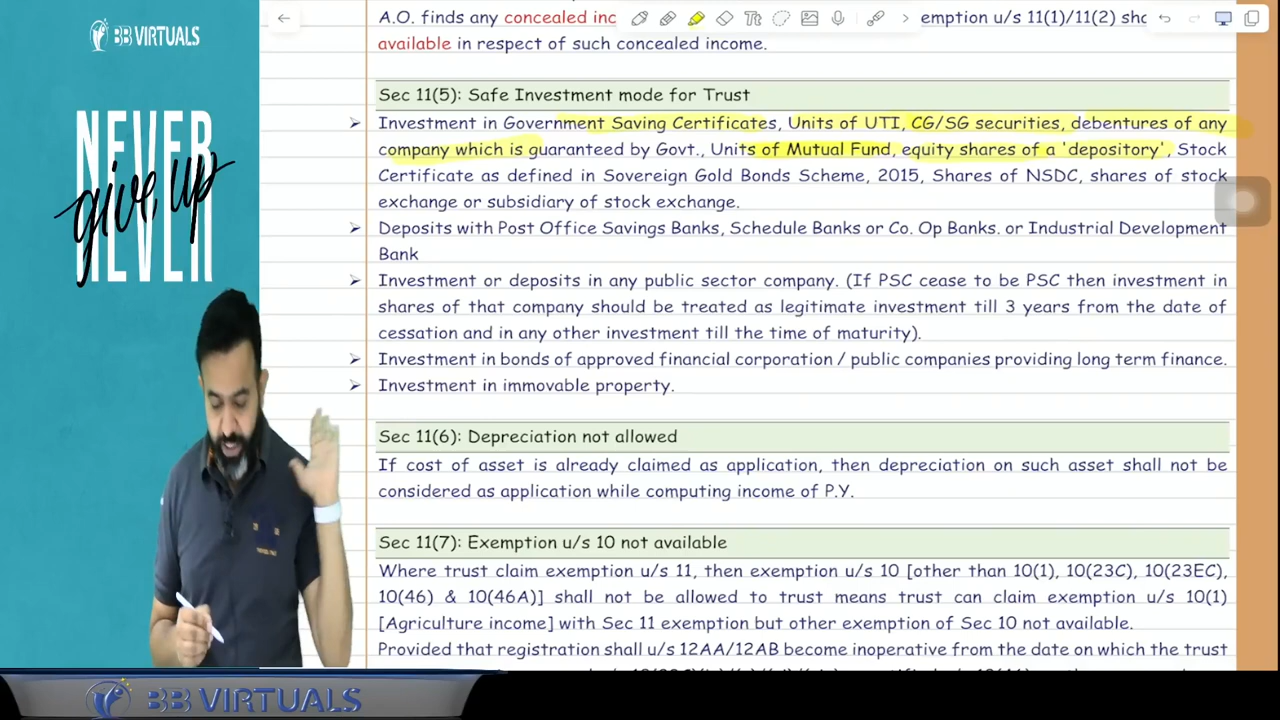 BB VIRTUALS
NEVER
give up
NEVER
A.O. finds any concealed inc
emption u/s 11(1)/11(2) sha
available in respect of such concealed income.
Sec 11(5): Safe Investment mode for Trust
➢ Investment in Government Saving Certificates, Units of UTI, CG/SG securities, debentures of any
company which is guaranteed by Govt., Units of Mutual Fund, equity shares of a 'depository', Stock
Certificate as defined in Sovereign Gold Bonds Scheme, 2015, Shares of NSDC, shares of stock
exchange or subsidiary of stock exchange.
➢ Deposits with Post Office Savings Banks, Schedule Banks or Co. Op Banks. or Industrial Development
Bank
➢ Investment or deposits in any public sector company. (If PSC cease to be PSC then investment in
shares of that company should be treated as legitimate investment till 3 years from the date of
cessation and in any other investment till the time of maturity).
➢ Investment in bonds of approved financial corporation / public companies providing long term finance.
➢ Investment in immovable property.
Sec 11(6): Depreciation not allowed
If cost of asset is already claimed as application, then depreciation on such asset shall not be
considered as application while computing income of P.Y.
Sec 11(7): Exemption u/s 10 not available
Where trust claim exemption u/s 11, then exemption u/s 10 [other than 10(1), 10(23C), 10(23EC),
10(46) & 10(46A)] shall not be allowed to trust means trust can claim exemption u/s 10(1)
[Agriculture income] with Sec 11 exemption but other exemption of Sec 10 not available.
Provided that registration shall u/s 12AA/12AB become inoperative from the date on which the trust
BB VIRTUALS